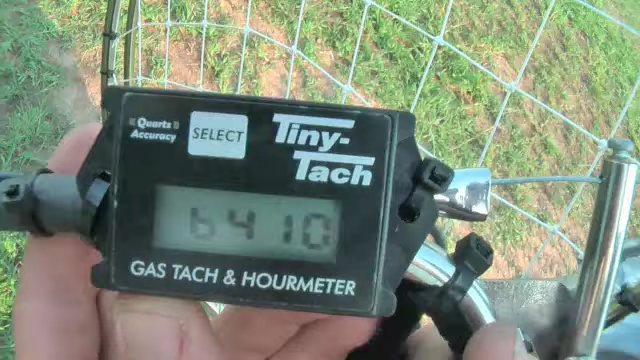 Quartz
Accuracy
SELECT
Tiny-
Tach
6410
GAS TACH & HOURMETER